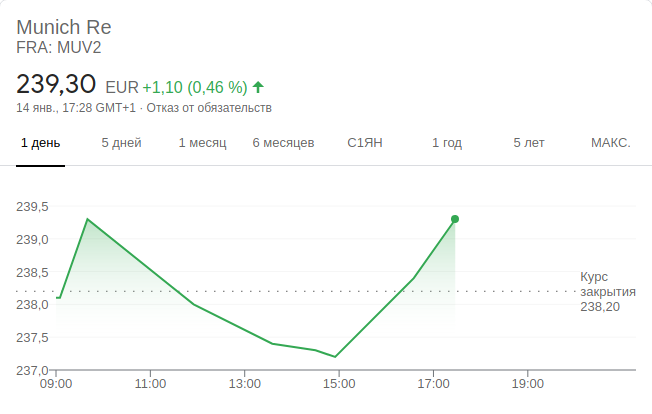 Munich Re
FRA: MUV2
239,30 EUR +1,10 (0,46 %)
14 янв., 17:28 GMT+1 · Отказ от обязательств
1 день 5 дней 1 месяц 6 месяцев С1ЯН 1 год 5 лет МАКС.
239,5
239,0
238,5
238,0
237,5
237,0
Курс
закрытия
238,20
09:00 11:00 13:00 15:00 17:00 19:00